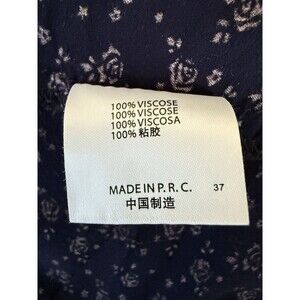 100% VISCOSE
100% VISCOSE
100% VISCOSA
100% 粘胶
MADE IN P. R. C. 37
中国制造